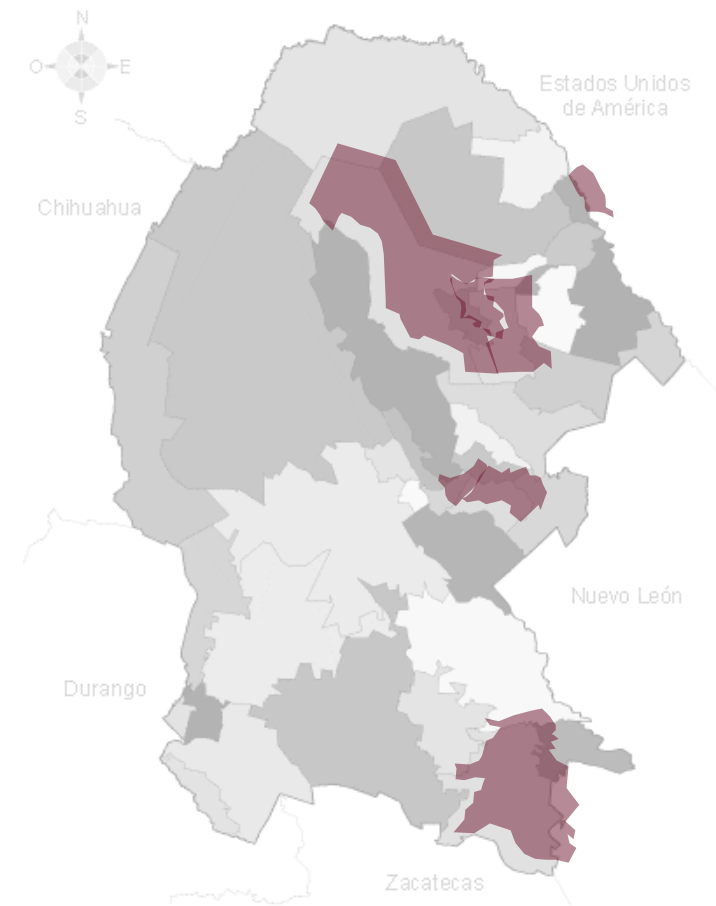 N
O
E
S
Estados Unidos
de América
Chihuahua
Nuevo León
Durango
Zacatecas